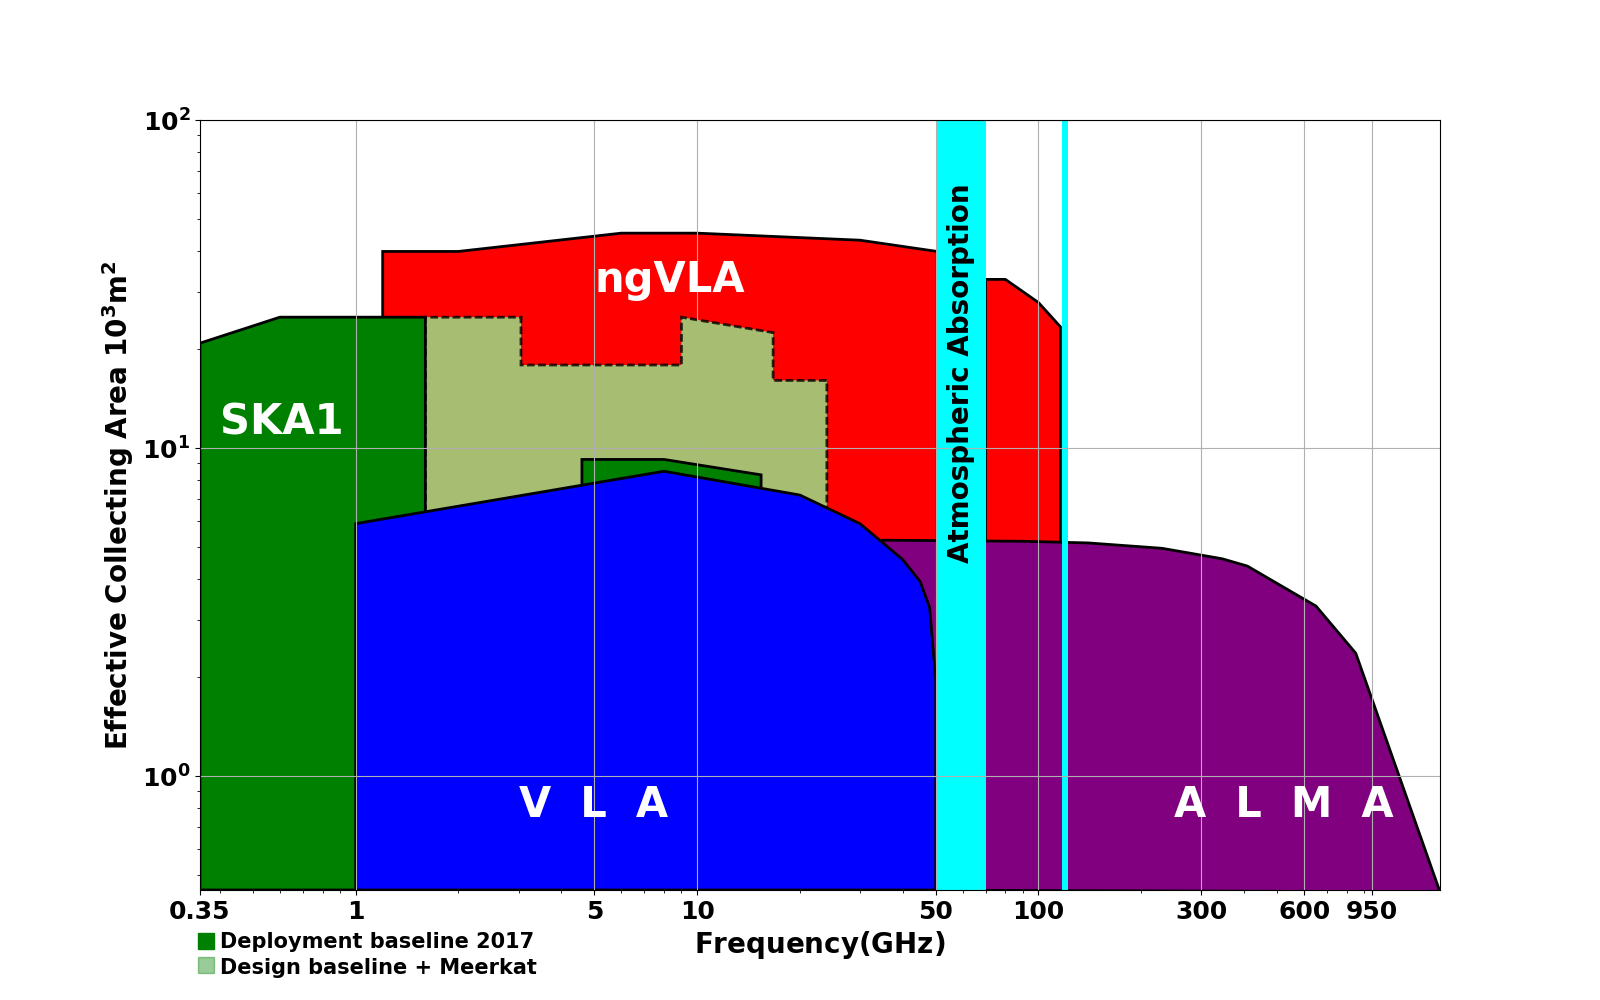 10²
ngVLA
Atmospheric Absorption
SKA1
10¹
Effective Collecting Area 10³m²
10⁰
V L A
A L M A
0.35 1 5 10 50 100 300 600 950
Frequency(GHz)
Deployment baseline 2017
Design baseline + Meerkat